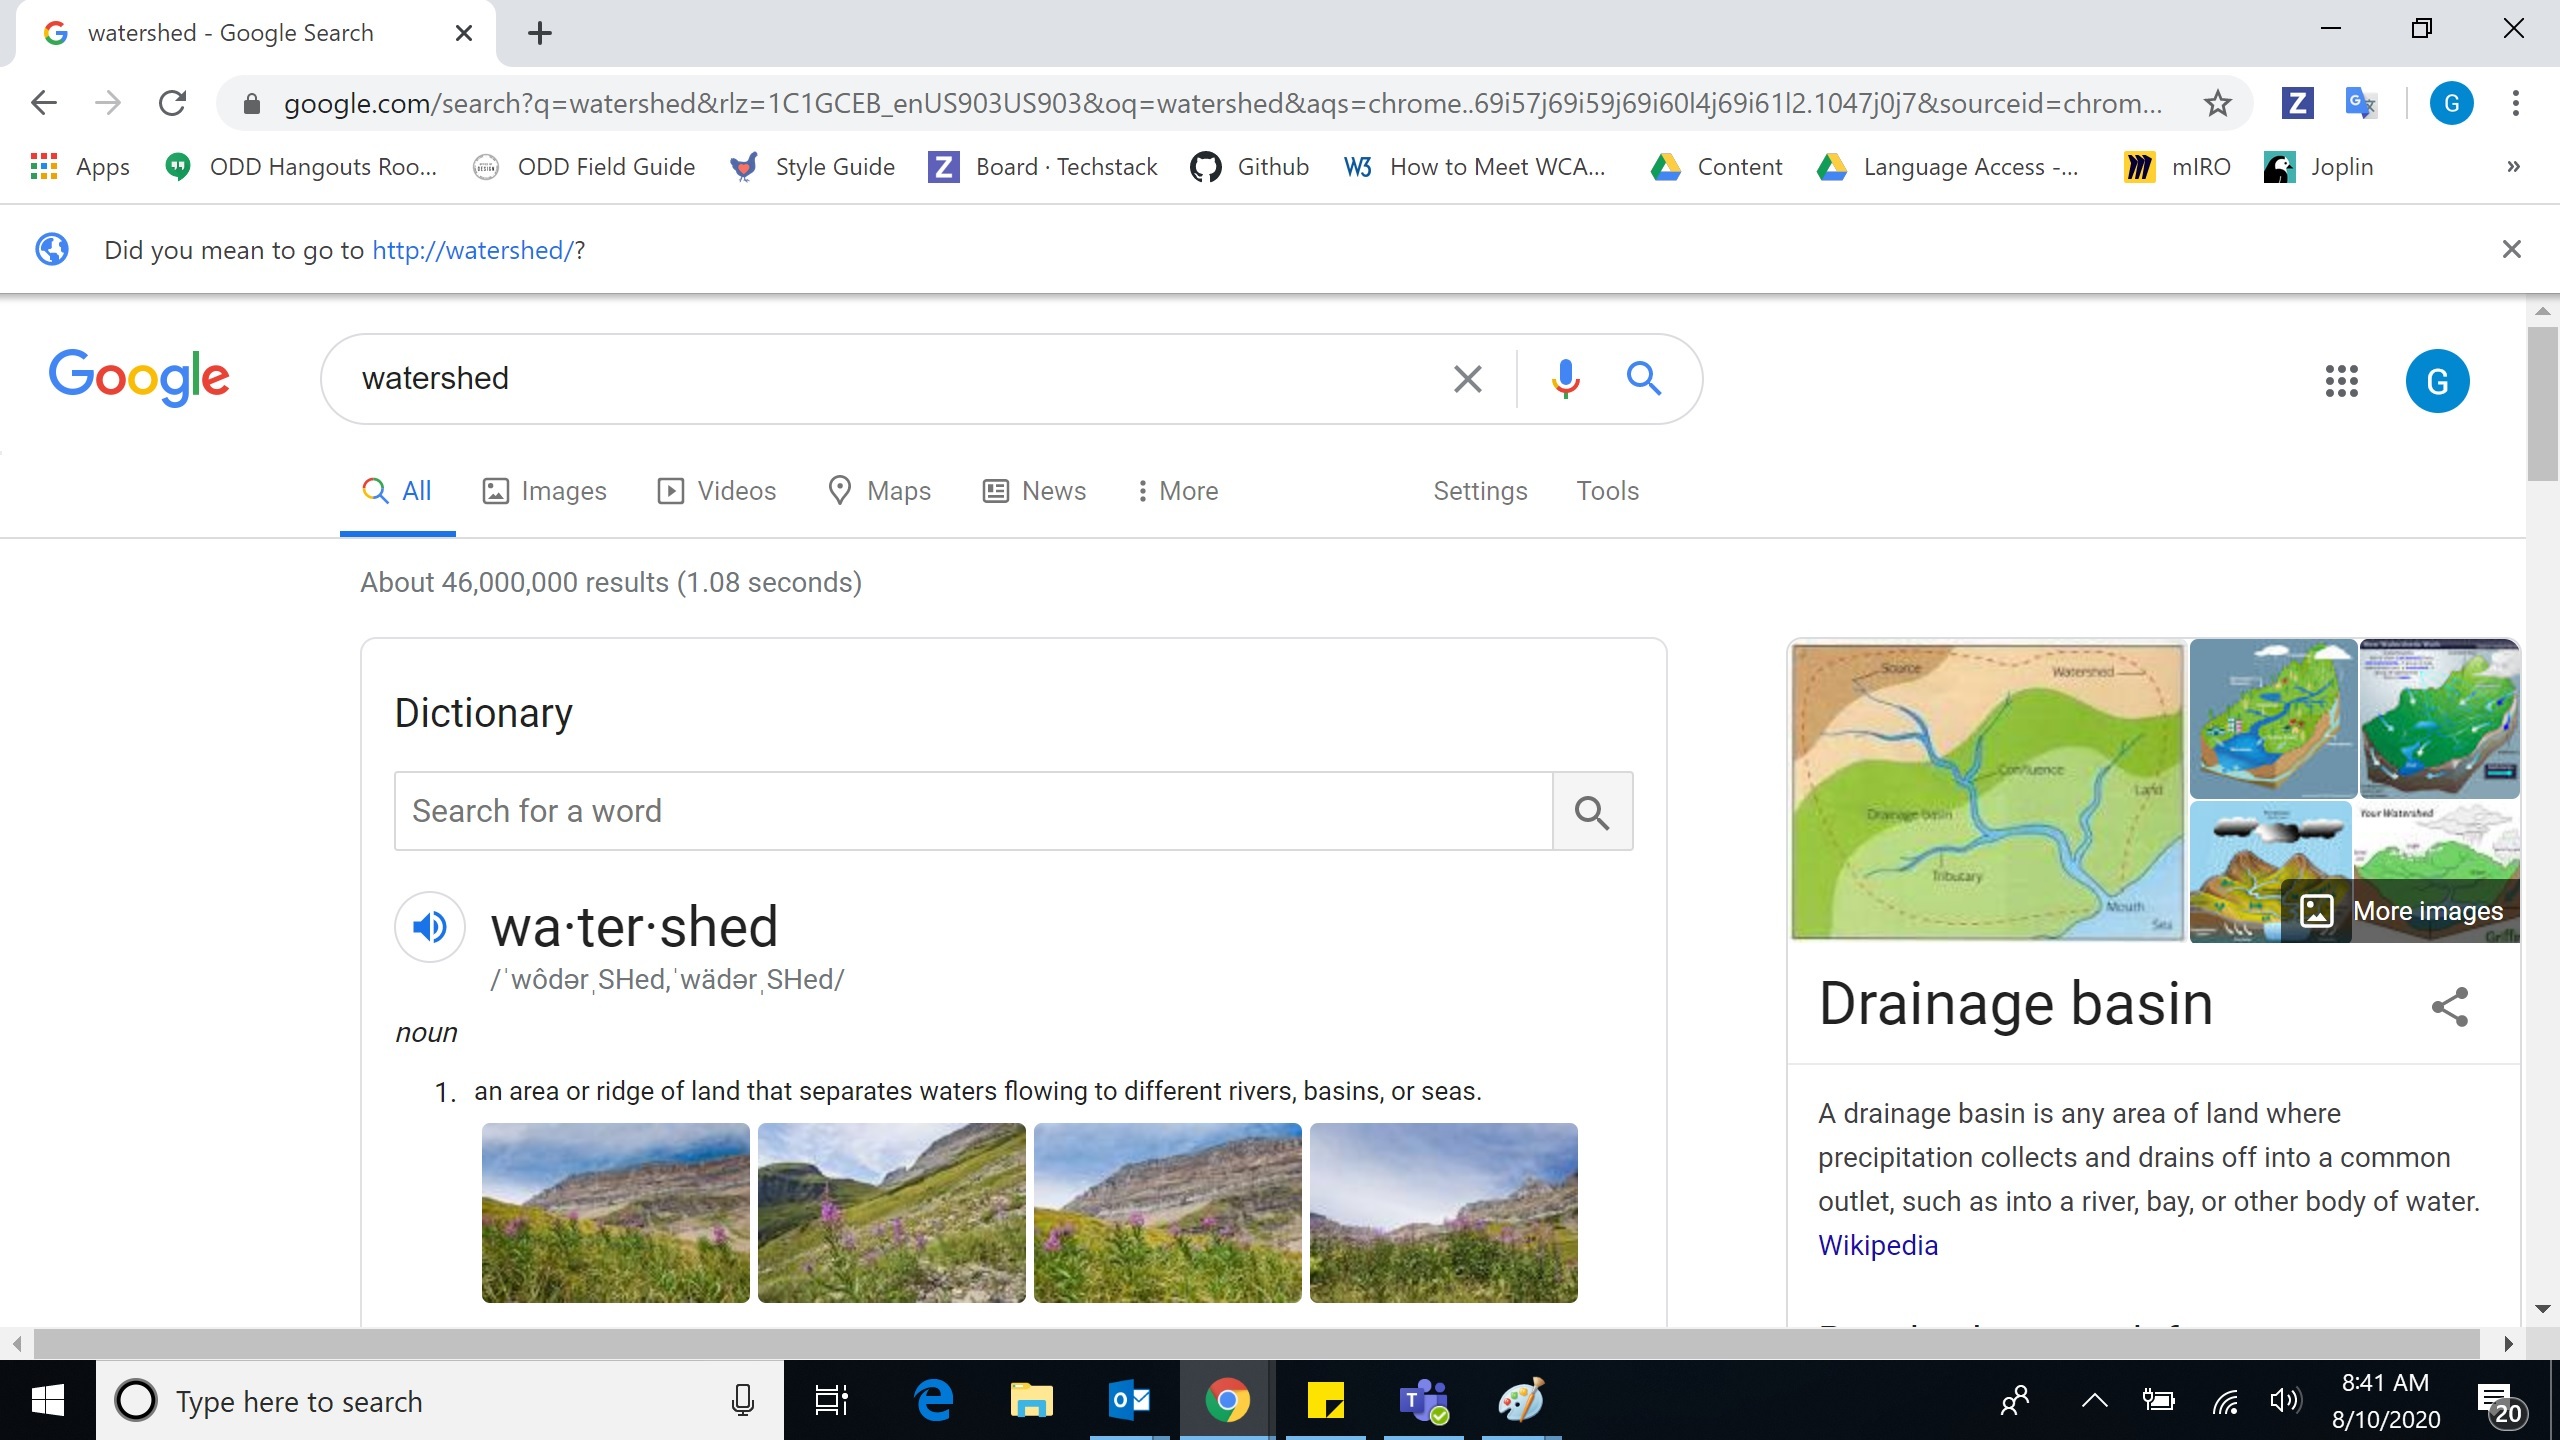 watershed - Google Search
google.com/search?q=watershed&rlz=1C1GCEB_enUS903US903&oq=watershed&aqs=chrome..69i57j69i59j69i60l4j69i61l2.1047j0j7&sourceid=chrom...
G
Apps ODD Hangouts Roo... ODD Field Guide Style Guide Z Board · Techstack Github W3 How to Meet WCA... Content Language Access -... mIRO Joplin »
Did you mean to go to http://watershed/?
Google watershed G
All Images Videos Maps News More Settings Tools
About 46,000,000 results (1.08 seconds)
Dictionary
Search for a word
wa·ter·shed
/ˈwôdərˌSHed,ˈwädərˌSHed/
noun
1. an area or ridge of land that separates waters flowing to different rivers, basins, or seas.
Source
Watershed
Confluence
Land
Drainage basin
Tributary
Mouth
Sea
Your Watershed
More images
Drainage basin
A drainage basin is any area of land where
precipitation collects and drains off into a common
outlet, such as into a river, bay, or other body of water.
Wikipedia
Type here to search
8:41 AM
8/10/2020
20